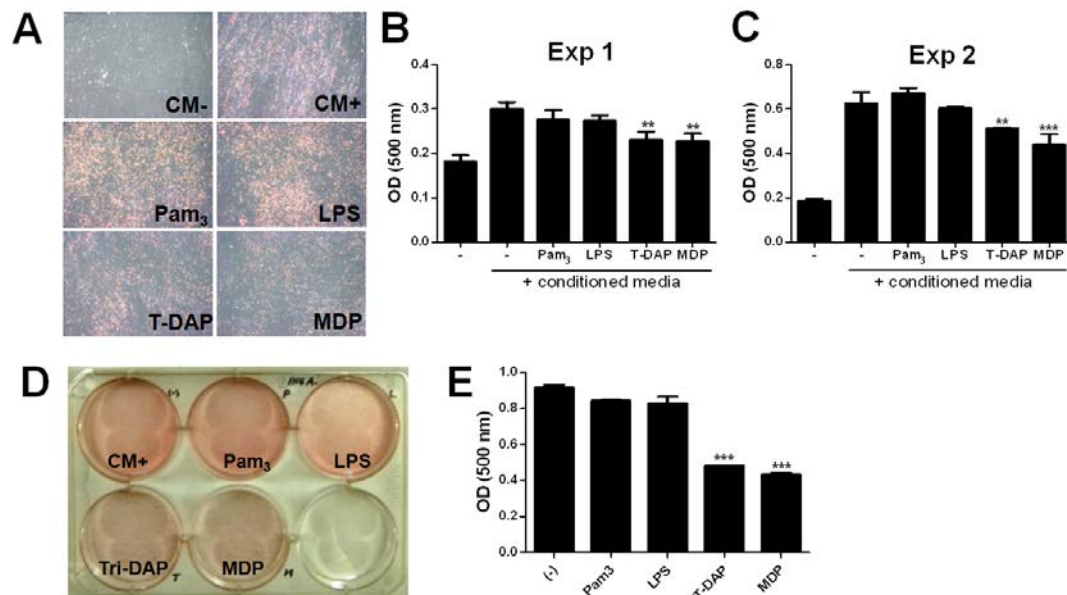 A
CM-
CM+
Pam3
LPS
T-DAP
MDP
B
Exp 1
OD (500 nm)
0.4
0.3
0.2
0.1
0.0
** **
- - Pam3 LPS T-DAP MDP
+ conditioned media
C
Exp 2
OD (500 nm)
0.8
0.6
0.4
0.2
0.0
** ***
- - Pam3 LPS T-DAP MDP
+ conditioned media
D
(-) P L
CM+ Pam3 LPS
Tri-DAP MDP
T M
E
OD (500 nm)
1.0
0.8
0.6
0.4
0.2
0.0
*** ***
(-) Pam3 LPS T-DAP MDP